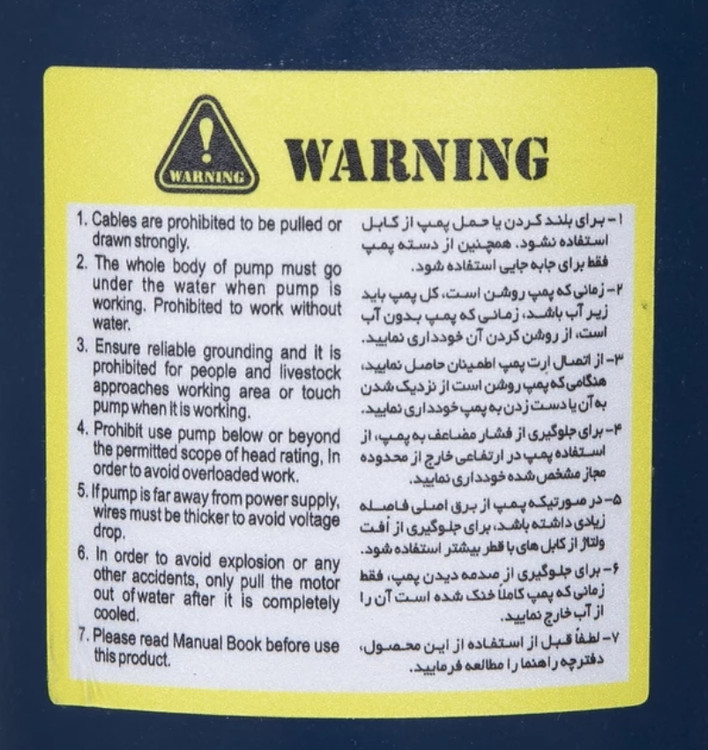 WARNING
WARNING
1. Cables are prohibited to be pulled or
drawn strongly.
2. The whole body of pump must go
under the water when pump is
working. Prohibited to work without
water.
3. Ensure reliable grounding and it is
prohibited for people and livestock
approaches working area or touch
pump when it is working.
4. Prohibit use pump below or beyond
the permitted scope of head rating, In
order to avoid overloaded work.
5. If pump is far away from power supply,
wires must be thicker to avoid voltage
drop.
6. In order to avoid explosion or any
other accidents, only pull the motor
out of water after it is completely
cooled.
7. Please read Manual Book before use
this product.
۱- برای بلند کردن یا حمل پمپ از کابل
استفاده نشود. همچنین از دسته پمپ
فقط برای جابه جایی استفاده شود.
۲- زمانی که پمپ روشن است، کل پمپ باید
زیر آب باشد، زمانی که پمپ بدون آب
است، از روشن کردن آن خودداری نمایید.
۳- از اتصال ارت پمپ اطمینان حاصل نمایید،
هنگامی که پمپ روشن است از نزدیک شدن
به آن یا دست زدن به پمپ خودداری نمایید.
۴- برای جلوگیری از فشار مضاعف به پمپ، از
استفاده پمپ در ارتفاعی خارج از محدوده
مجاز مشخص شده خودداری نمایید.
۵- در صورتیکه پمپ از برق اصلی فاصله
زیادی داشته باشد، برای جلوگیری از اُفت
ولتاژ از کابل های با قطر بیشتر استفاده شود.
۶- برای جلوگیری از صدمه دیدن پمپ، فقط
زمانی که پمپ کاملاً خنک شده است آن را
از آب خارج نمایید.
۷- لطفاً قبل از استفاده از این محصول،
دفترچه راهنما را مطالعه فرمایید.